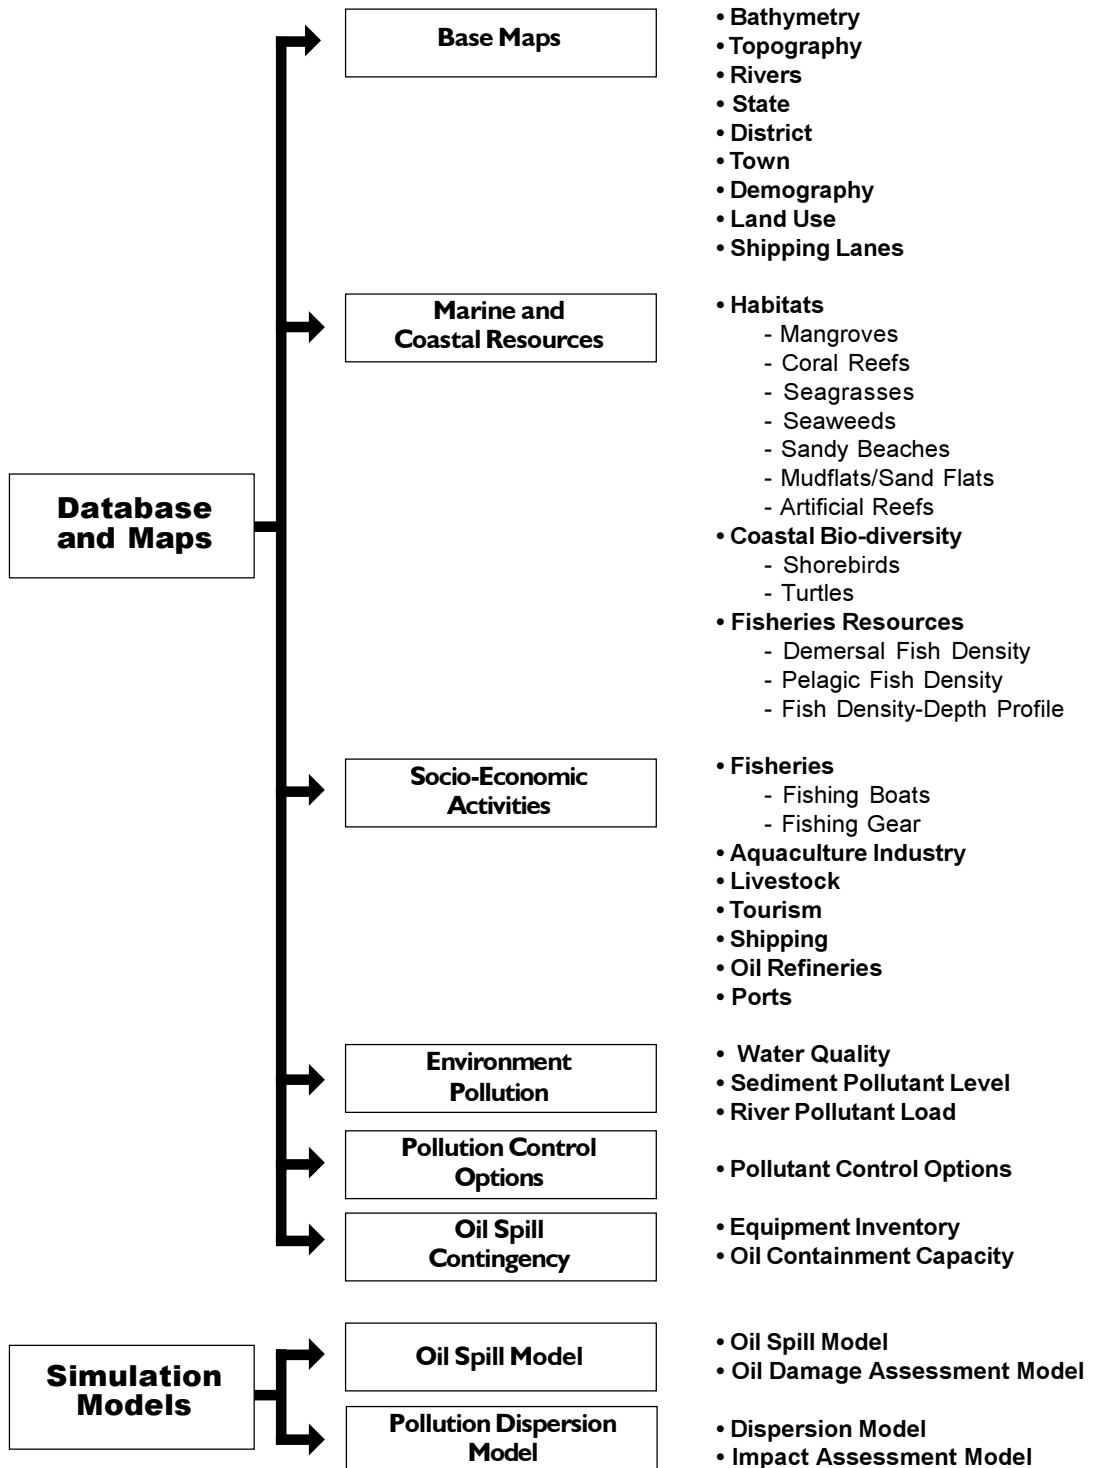 Database
and Maps
Base Maps
• Bathymetry
• Topography
• Rivers
• State
• District
• Town
• Demography
• Land Use
• Shipping Lanes
Marine and
Coastal Resources
• Habitats
- Mangroves
- Coral Reefs
- Seagrasses
- Seaweeds
- Sandy Beaches
- Mudflats/Sand Flats
- Artificial Reefs
• Coastal Bio-diversity
- Shorebirds
- Turtles
• Fisheries Resources
- Demersal Fish Density
- Pelagic Fish Density
- Fish Density-Depth Profile
Socio-Economic
Activities
• Fisheries
- Fishing Boats
- Fishing Gear
• Aquaculture Industry
• Livestock
• Tourism
• Shipping
• Oil Refineries
• Ports
Environment
Pollution
• Water Quality
• Sediment Pollutant Level
• River Pollutant Load
Pollution Control
Options
• Pollutant Control Options
Oil Spill
Contingency
• Equipment Inventory
• Oil Containment Capacity
Simulation
Models
Oil Spill Model
• Oil Spill Model
• Oil Damage Assessment Model
Pollution Dispersion
Model
• Dispersion Model
• Impact Assessment Model